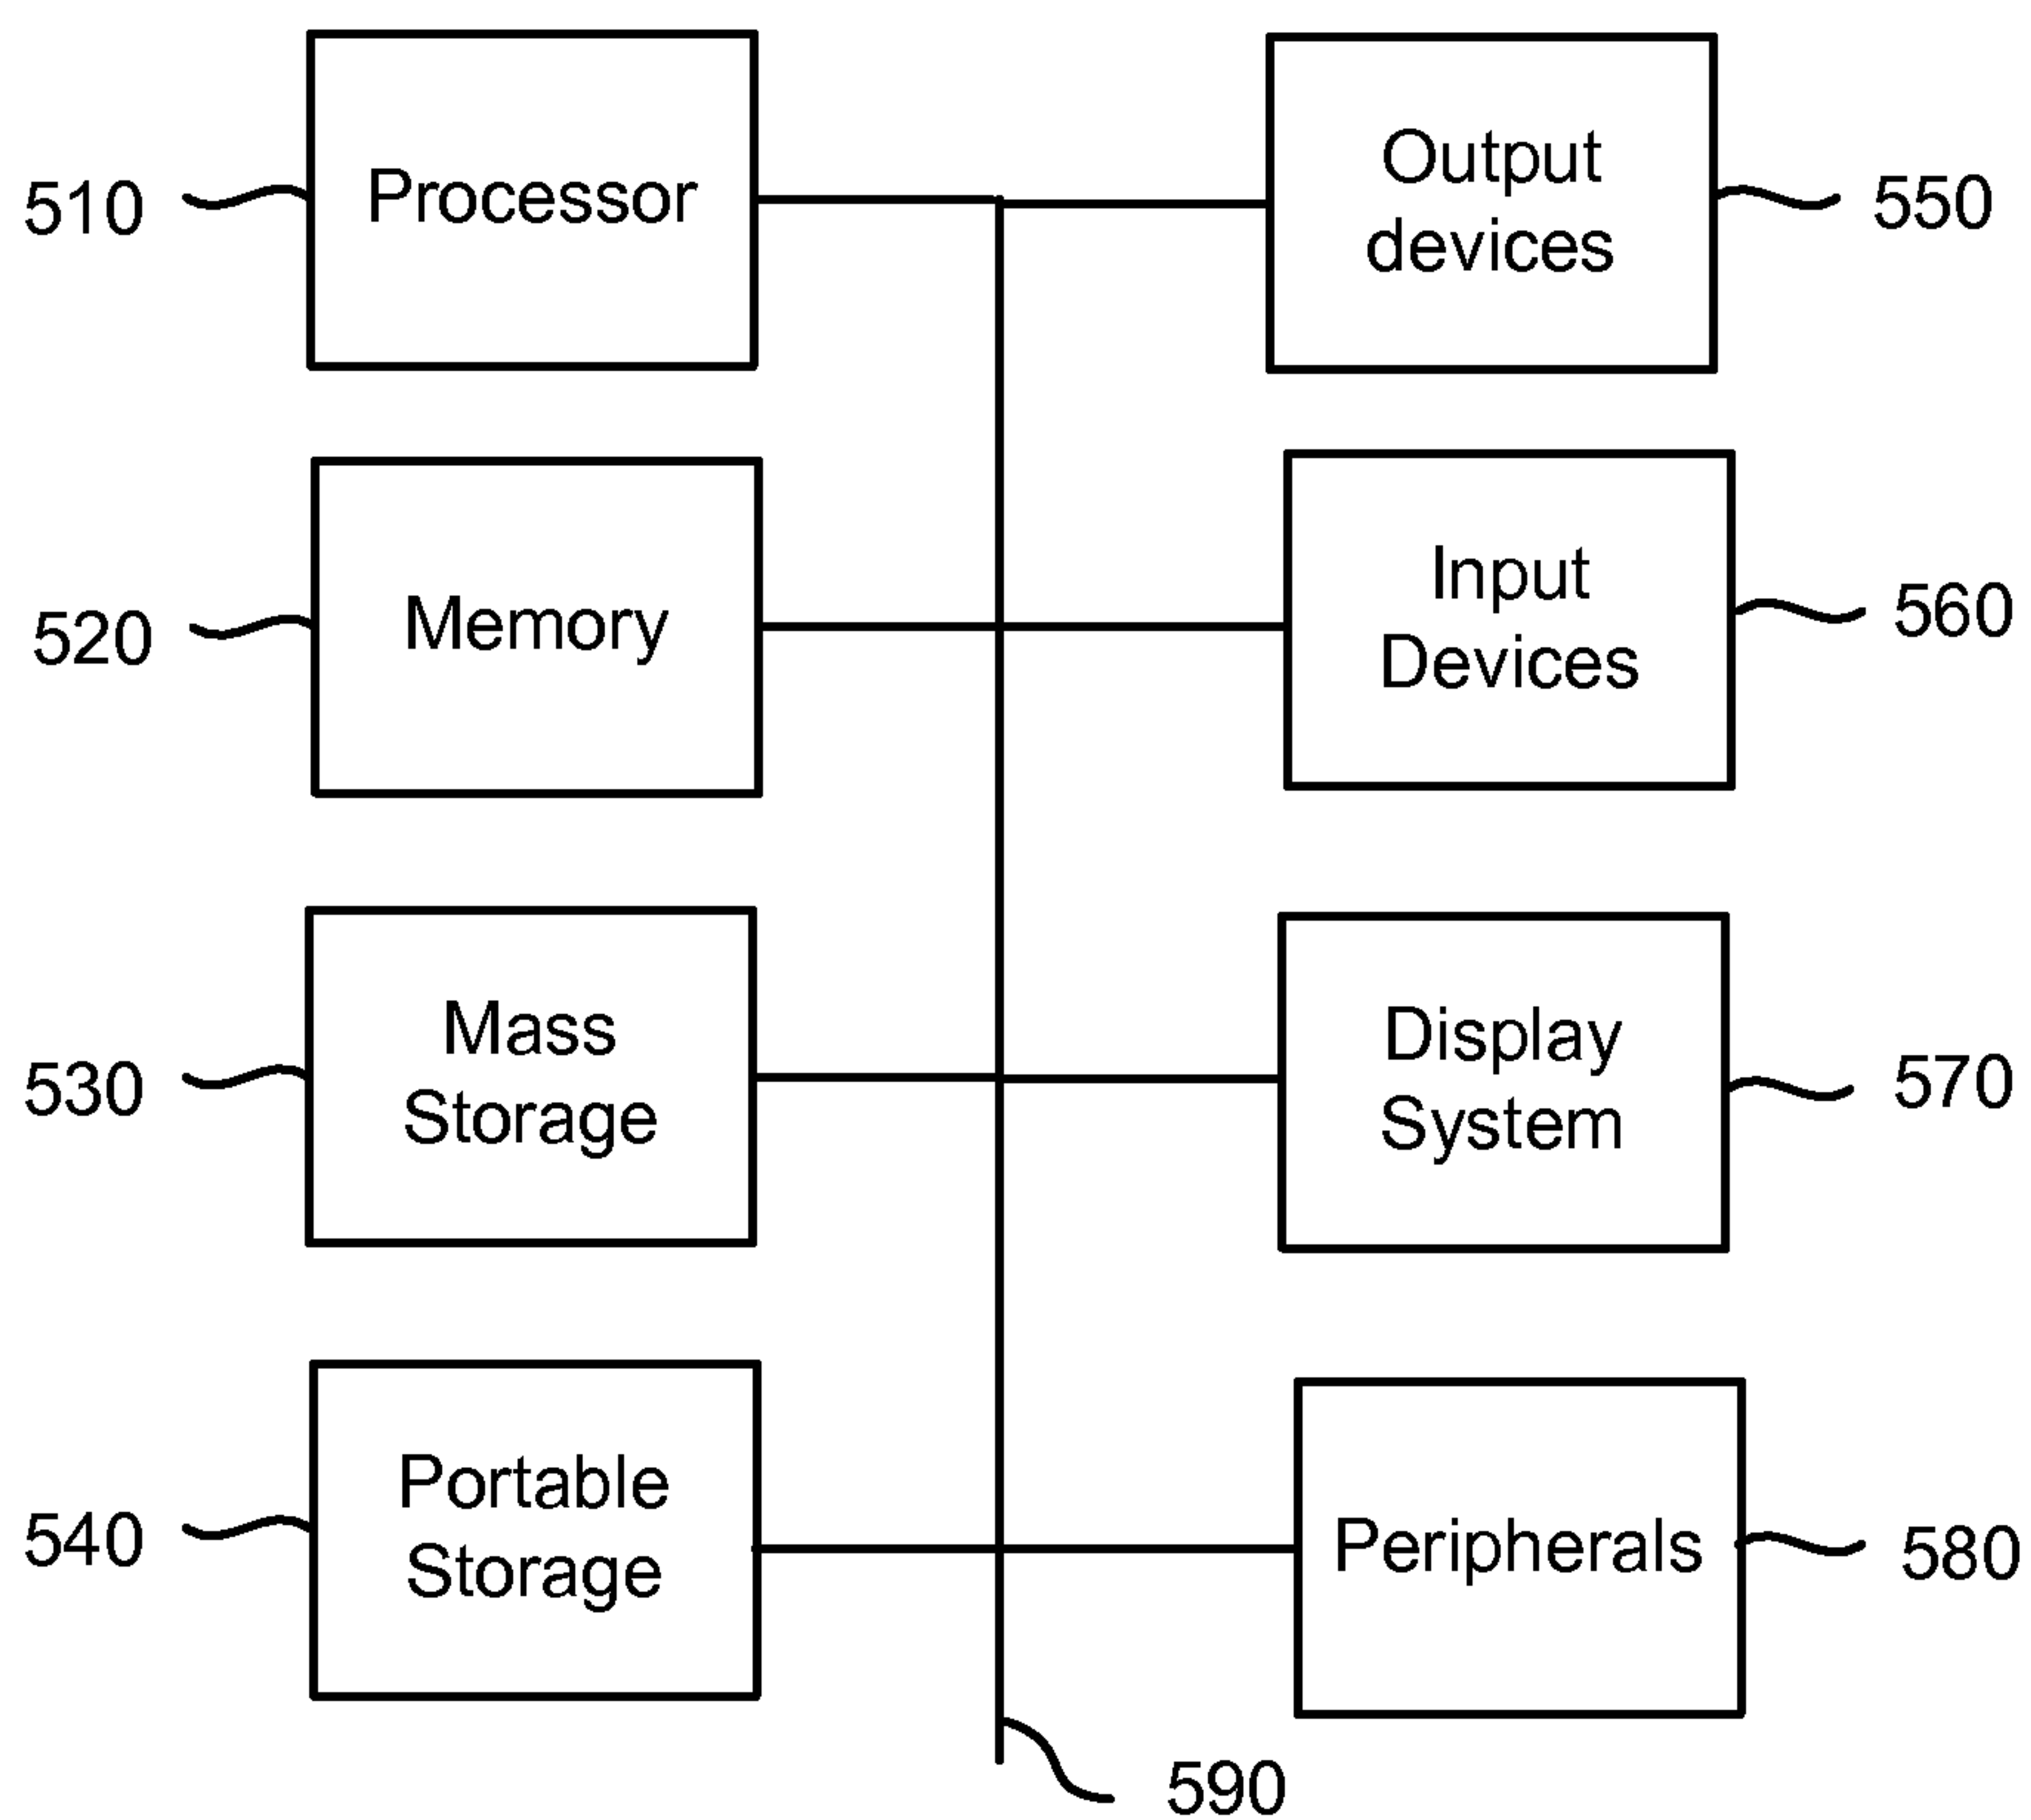 510
Processor
Output
devices
550
520
Memory
Input
Devices
560
530
Mass
Storage
Display
System
570
540
Portable
Storage
Peripherals
580
590